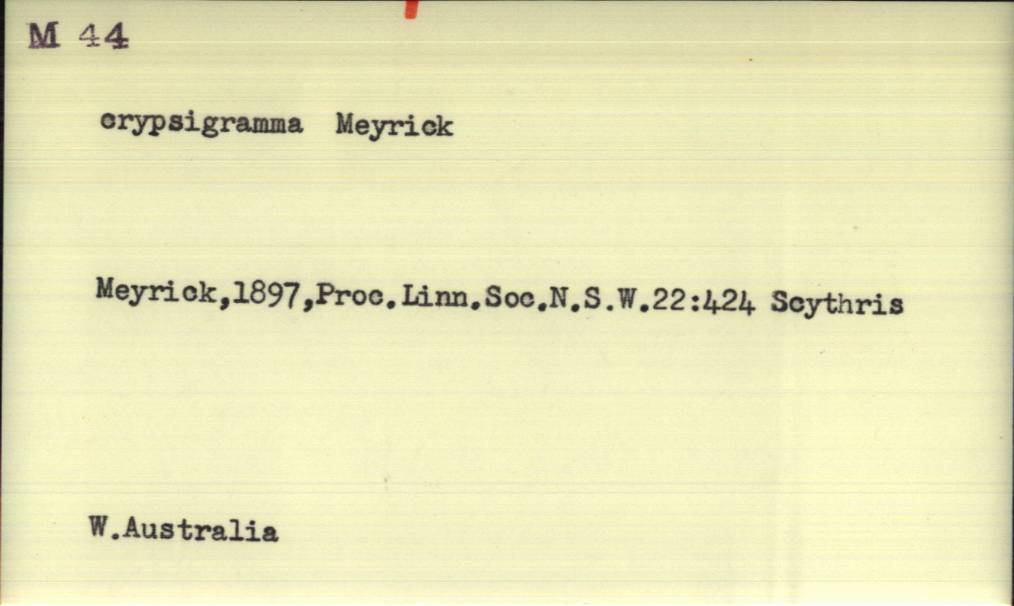 M 44
crypsigramma Meyrick
Meyrick,1897,Proc.Linn.Soc.N.S.W.22:424 Scythris
W.Australia